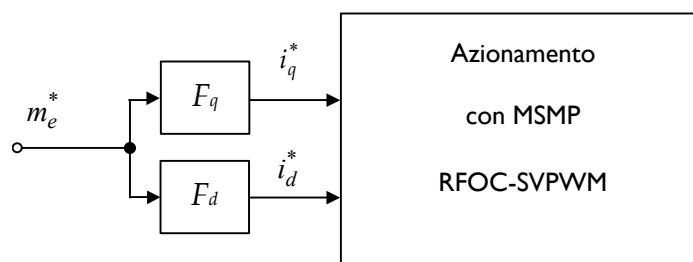 m_e^*
F_q
i_q^*
F_d
i_d^*
Azionamento
con MSMP
RFOC-SVPWM